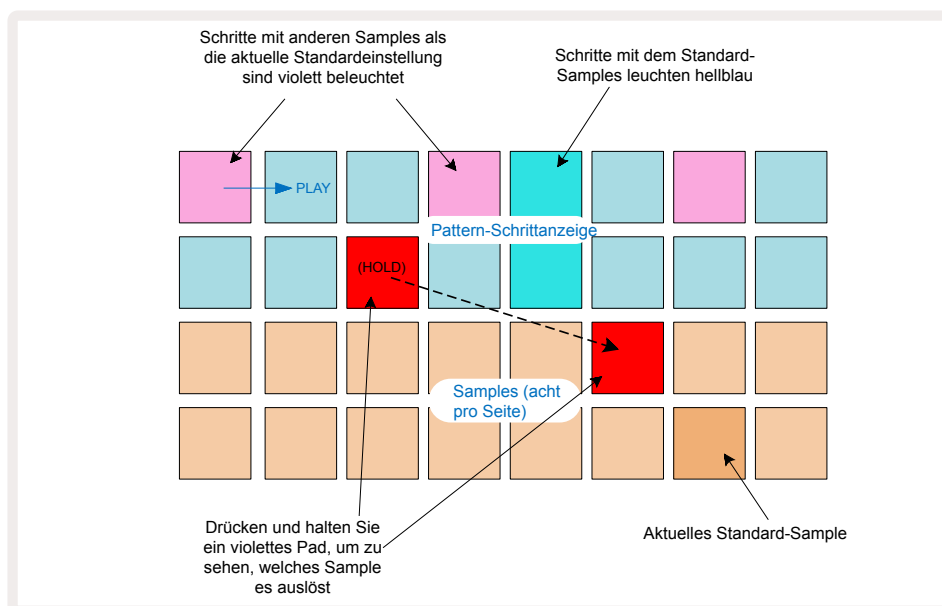 Schritte mit anderen Samples als
die aktuelle Standardeinstellung
sind violett beleuchtet
Schritte mit dem Standard-
Samples leuchten hellblau
PLAY
Pattern-Schrittanzeige
(HOLD)
Samples (acht
pro Seite)
Drücken und halten Sie
ein violettes Pad, um zu
sehen, welches Sample
es auslöst
Aktuelles Standard-Sample